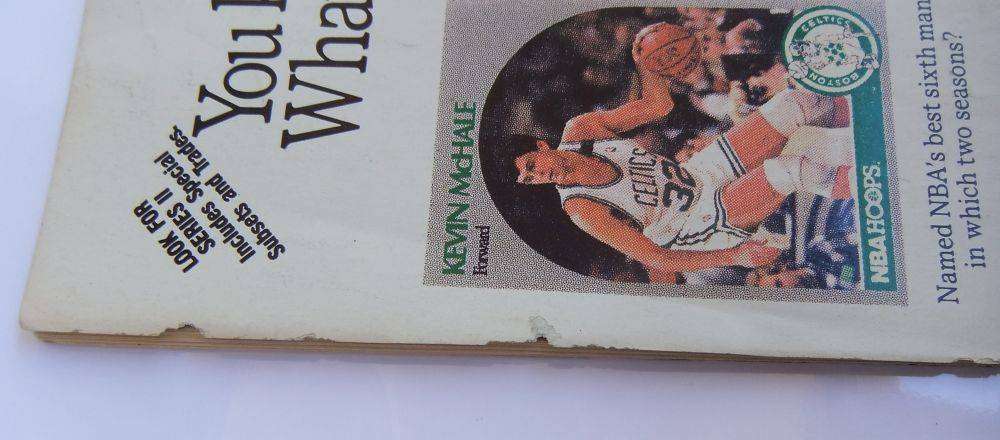 You
Wha
LOOK FOR
SERIES II
Includes Special
Subsets and Trades.
KEVIN McHALE
Forward
CELTICS
BOSTON
CELTICS
32
NBA HOOPS
Named NBA's best sixth man
in which two seasons?